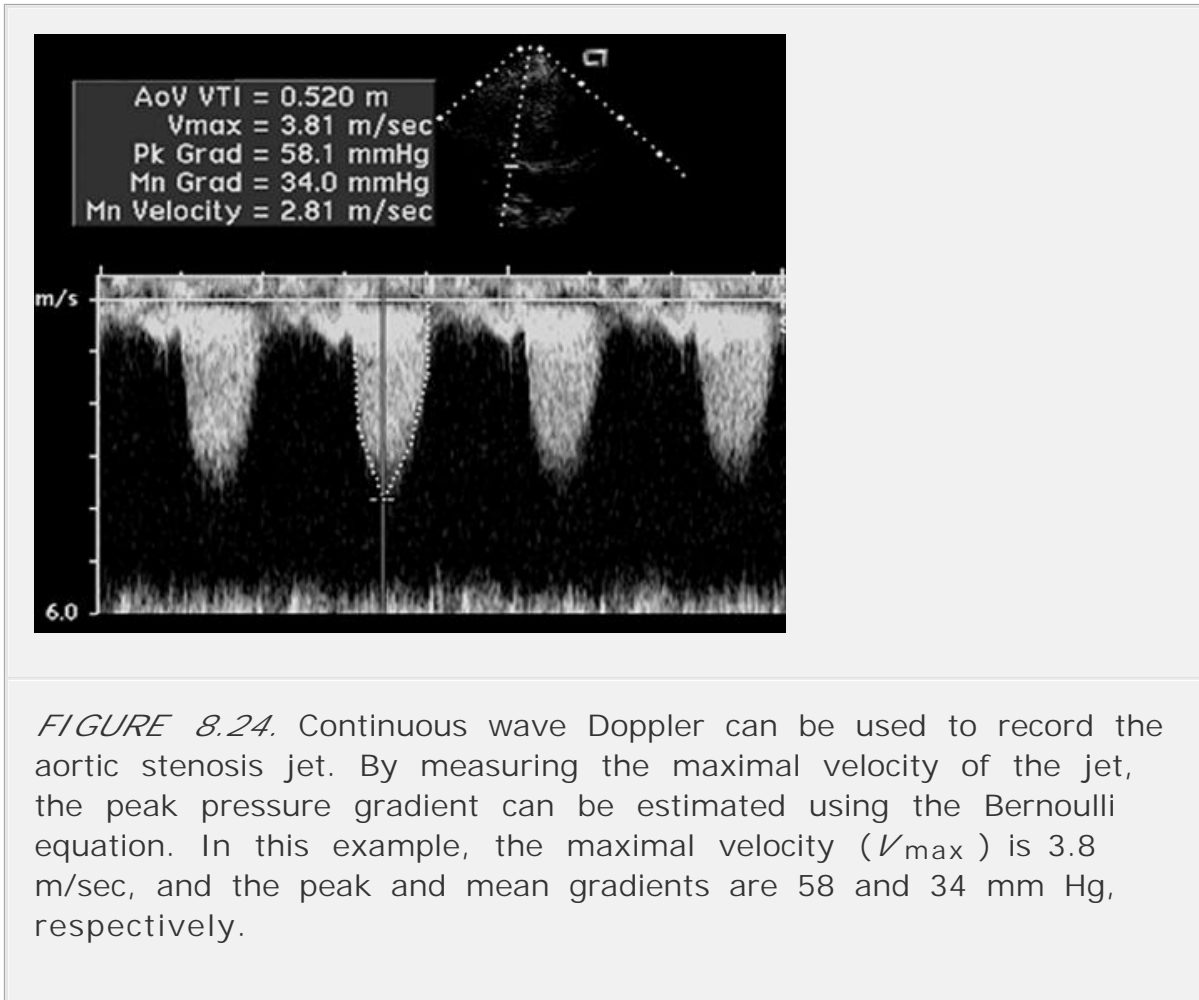 AoV VTI = 0.520 m
Vmax = 3.81 m/sec
Pk Grad = 58.1 mmHg
Mn Grad = 34.0 mmHg
Mn Velocity = 2.81 m/sec
m/s
6.0
FIGURE 8.24. Continuous wave Doppler can be used to record the
aortic stenosis jet. By measuring the maximal velocity of the jet,
the peak pressure gradient can be estimated using the Bernoulli
equation. In this example, the maximal velocity (Vmax ) is 3.8
m/sec, and the peak and mean gradients are 58 and 34 mm Hg,
respectively.